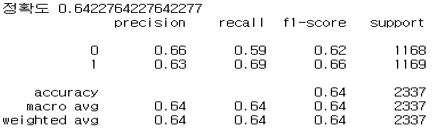 정확도 0.6422764227642277
precision recall f1-score support
0 0.66 0.59 0.62 1168
1 0.63 0.69 0.66 1169
accuracy 0.64 2337
macro avg 0.64 0.64 0.64 2337
weighted avg 0.64 0.64 0.64 2337